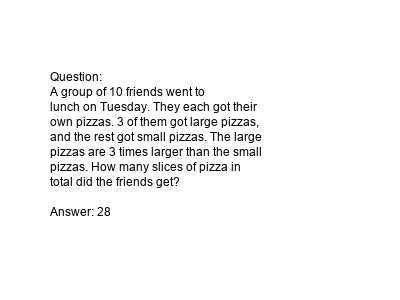 Question:
A group of 10 friends went to
lunch on Tuesday. They each got their
own pizzas. 3 of them got large pizzas,
and the rest got small pizzas. The large
pizzas are 3 times larger than the small
pizzas. How many slices of pizza in
total did the friends get?
Answer: 28